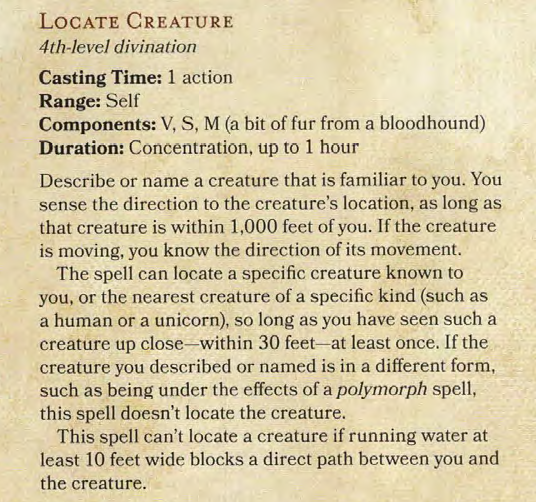 LOCATE CREATURE
4th-level divination
Casting Time: 1 action
Range: Self
Components: V, S, M (a bit of fur from a bloodhound)
Duration: Concentration, up to 1 hour
Describe or name a creature that is familiar to you. You
sense the direction to the creature's location, as long as
that creature is within 1,000 feet of you. If the creature
is moving, you know the direction of its movement.
The spell can locate a specific creature known to
you, or the nearest creature of a specific kind (such as
a human or a unicorn), so long as you have seen such a
creature up close—within 30 feet—at least once. If the
creature you described or named is in a different form,
such as being under the effects of a polymorph spell,
this spell doesn't locate the creature.
This spell can't locate a creature if running water at
least 10 feet wide blocks a direct path between you and
the creature.